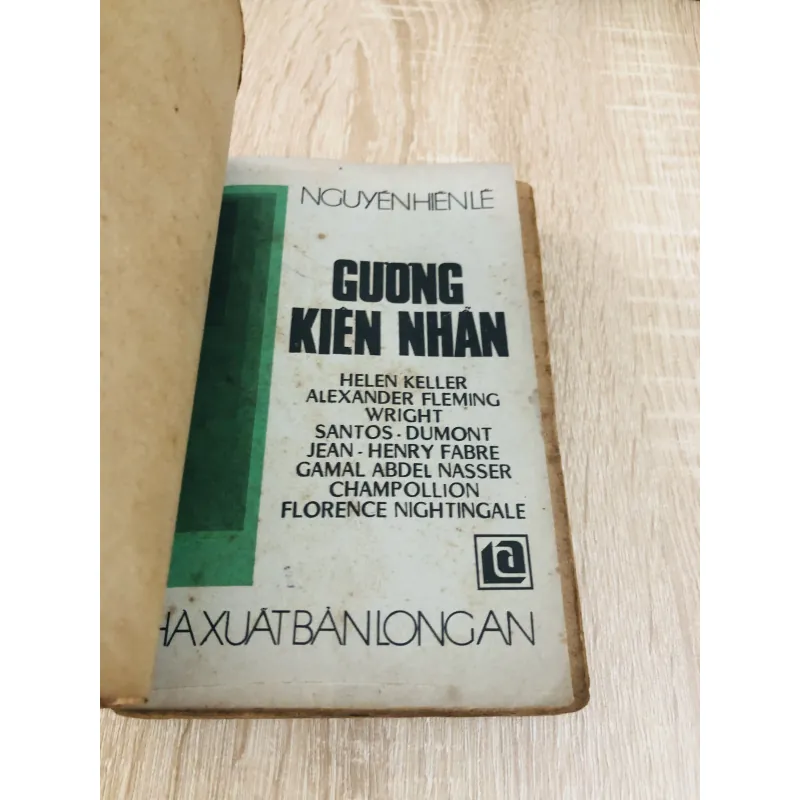 NGUYỄN HIẾN LÊ
GƯƠNG
KIÊN NHẪN
HELEN KELLER
ALEXANDER FLEMING
WRIGHT
SANTOS - DUMONT
JEAN - HENRY FABRE
GAMAL ABDEL NASSER
CHAMPOLLION
FLORENCE NIGHTINGALE
LA
HÀ XUẤT BẢN LONG AN